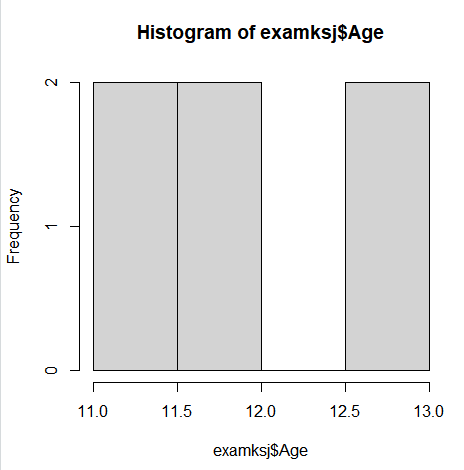 Histogram of examksj$Age
Frequency
2
1
0
11.0 11.5 12.0 12.5 13.0
examksj$Age